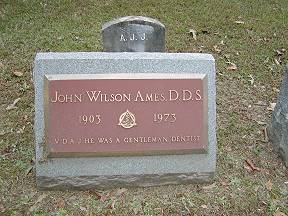 A.J.J.
JOHN WILSON AMES, D.D.S.
1903 1973
V D A J HE WAS A GENTLEMAN DENTIST